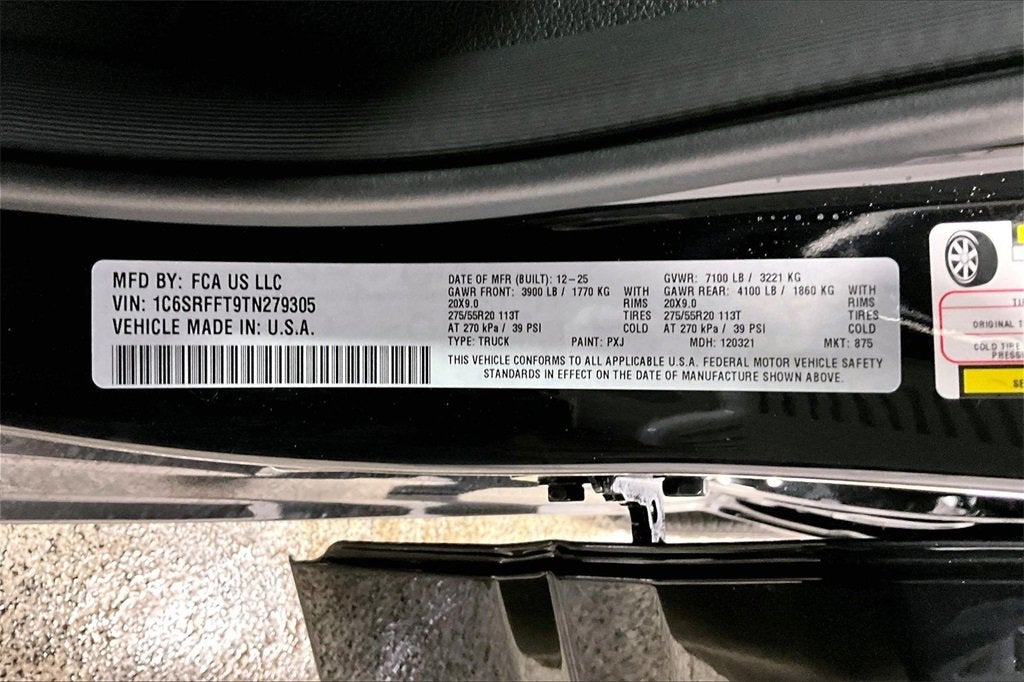 MFD BY: FCA US LLC
VIN: 1C6SRFFT9TN279305
VEHICLE MADE IN: U.S.A.
DATE OF MFR (BUILT): 12-25 GVWR: 7100 LB / 3221 KG
GAWR FRONT: 3900 LB / 1770 KG WITH GAWR REAR: 4100 LB / 1860 KG WITH
20X9.0 RIMS 20X9.0 RIMS
275/55R20 113T TIRES 275/55R20 113T TIRES
AT 270 kPa / 39 PSI COLD AT 270 kPa / 39 PSI COLD
TYPE: TRUCK PAINT: PXJ MDH: 120321 MKT: 875
THIS VEHICLE CONFORMS TO ALL APPLICABLE U.S.A. FEDERAL MOTOR VEHICLE SAFETY
STANDARDS IN EFFECT ON THE DATE OF MANUFACTURE SHOWN ABOVE.
ORIGINAL
COLD TIRE